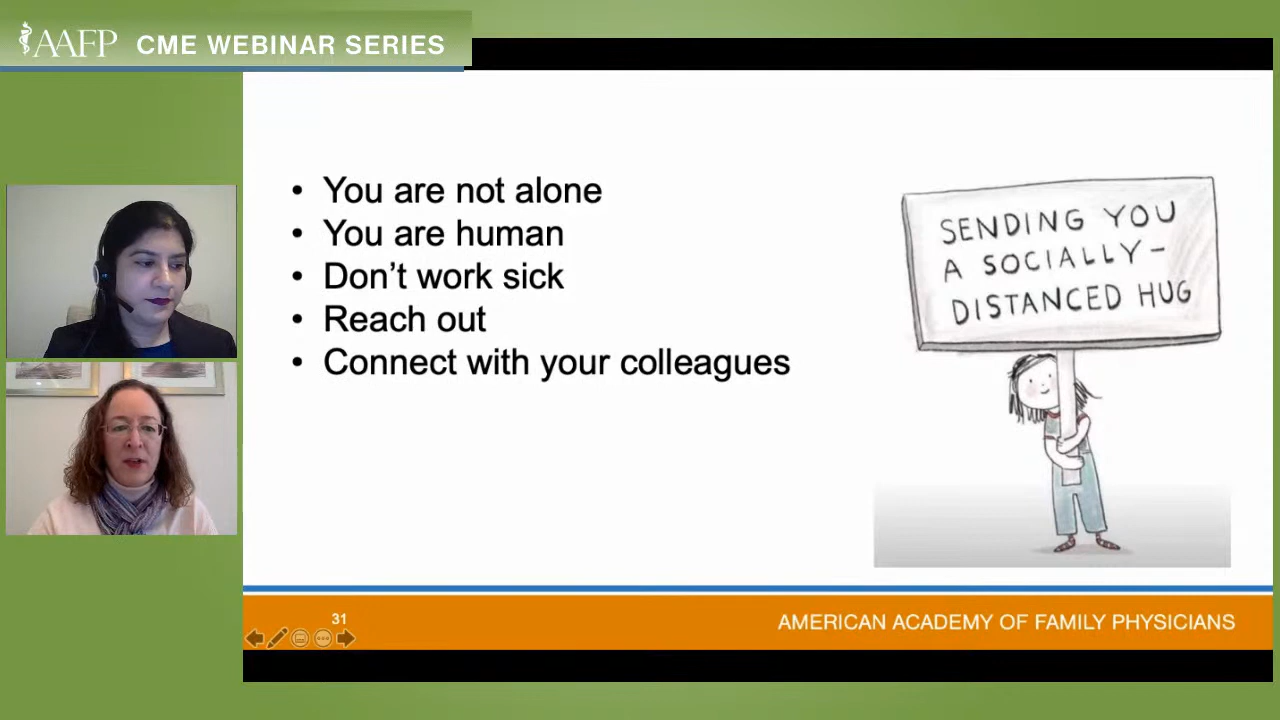 AAFP CME WEBINAR SERIES
• You are not alone
• You are human
• Don’t work sick
• Reach out
• Connect with your colleagues
SENDING YOU
A SOCIALLY-
DISTANCED HUG
31
AMERICAN ACADEMY OF FAMILY PHYSICIANS